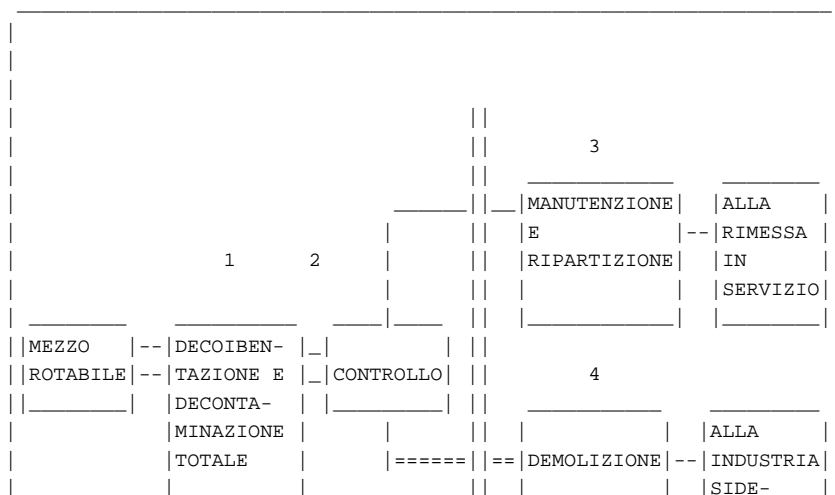 3
MANUTENZIONE ALLA
E RIMESSA
RIPARTIZIONE IN
1 2
SERVIZIO
MEZZO DECOIBEN-
ROTABILE TAZIONE E CONTROLLO 4
DECONTA-
MINAZIONE ALLA
TOTALE DEMOLIZIONE INDUSTRIA
SIDE-